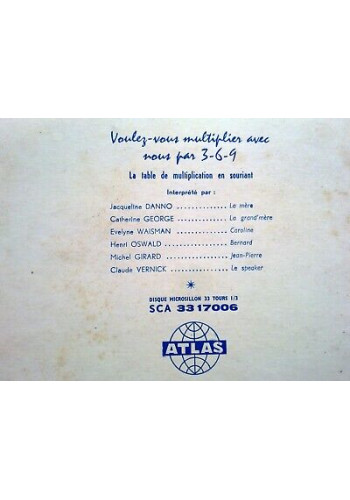 Voulez-vous multiplier avec
nous par 3-6-9
La table de multiplication en souriant
Interprété par :
Jacqueline DANNO ............ La mère
Catherine GEORGE ............ La grand'mère
Evelyne WAISMAN ............ Caroline
Henri OSWALD ................ Bernard
Michel GIRARD ............... Jean-Pierre
Claude VERNICK .............. Le speaker
*
DISQUE MICROSILLON 33 TOURS 1/3
SCA 3317006
ATLAS